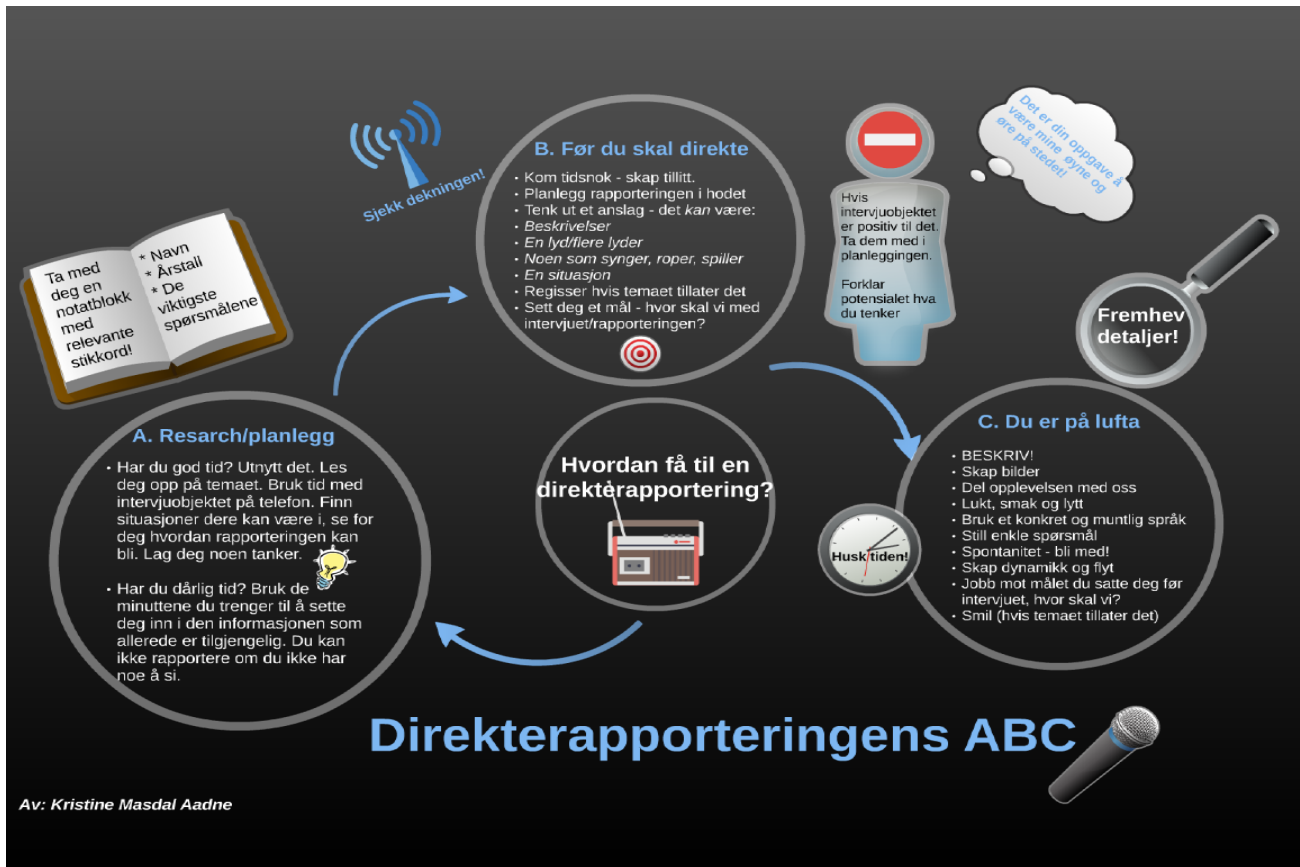 Ta med
deg en
notatblokk
med
relevante
stikkord!
* Navn
* Årstall
* De
viktigste
spørsmålene
Sjekk dekningen!
A. Resarch/planlegg
• Har du god tid? Utnytt det. Les
deg opp på temaet. Bruk tid med
intervjuobjektet på telefon. Finn
situasjoner dere kan være i, se for
deg hvordan rapporteringen kan
bli. Lag deg noen tanker.
• Har du dårlig tid? Bruk de
minuttene du trenger til å sette
deg inn i den informasjonen som
allerede er tilgjengelig. Du kan
ikke rapportere om du ikke har
noe å si.
B. Før du skal direkte
• Kom tidsnok - skap tillitt.
• Planlegg rapporteringen i hodet
• Tenk ut et anslag - det kan være:
• Beskrivelser
• En lyd/flere lyder
• Noen som synger, roper, spiller
• En situasjon
• Regisser hvis temaet tillater det
• Sett deg et mål - hvor skal vi med
intervjuet/rapporteringen?
Hvis
intervjuobjektet
er positiv til det.
Ta dem med i
planleggingen.
Forklar
potensialet hva
du tenker
Det er din oppgave å
være mine øyne og
øre på stedet!
Fremhev
detaljer!
C. Du er på lufta
• BESKRIV!
• Skap bilder
• Del opplevelsen med oss
• Lukt, smak og lytt
• Bruk et konkret og muntlig språk
• Still enkle spørsmål
• Spontanitet - bli med!
• Skap dynamikk og flyt
• Jobb mot målet du satte deg før
intervjuet, hvor skal vi?
• Smil (hvis temaet tillater det)
Husk tiden!
Hvordan få til en
direkterapportering?
Direkterapporteringens ABC
Av: Kristine Masdal Aadne